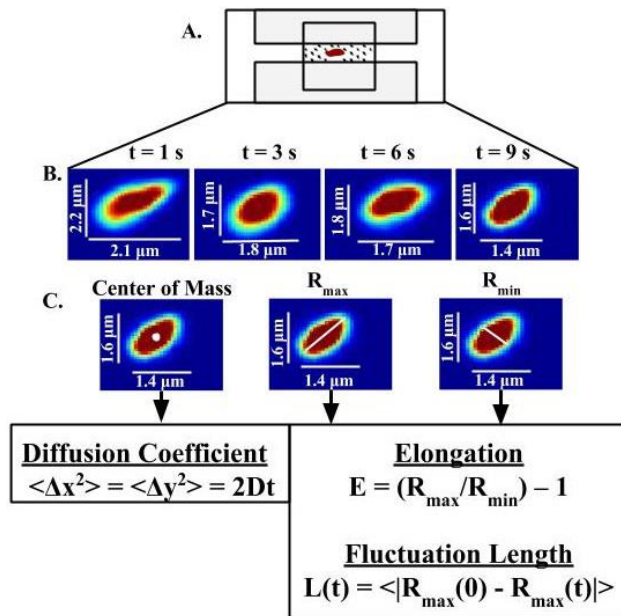 A.
t = 1 s t = 3 s t = 6 s t = 9 s
B.
2.2 μm
2.1 μm
1.7 μm
1.8 μm
1.8 μm
1.7 μm
1.6 μm
1.4 μm
C.
Center of Mass
R_max
R_min
1.6 μm
1.4 μm
1.6 μm
1.4 μm
1.6 μm
1.4 μm
Diffusion Coefficient
<Δx²> = <Δy²> = 2Dt
Elongation
E = (R_max/R_min) – 1
Fluctuation Length
L(t) = <|R_max(0) - R_max(t)|>